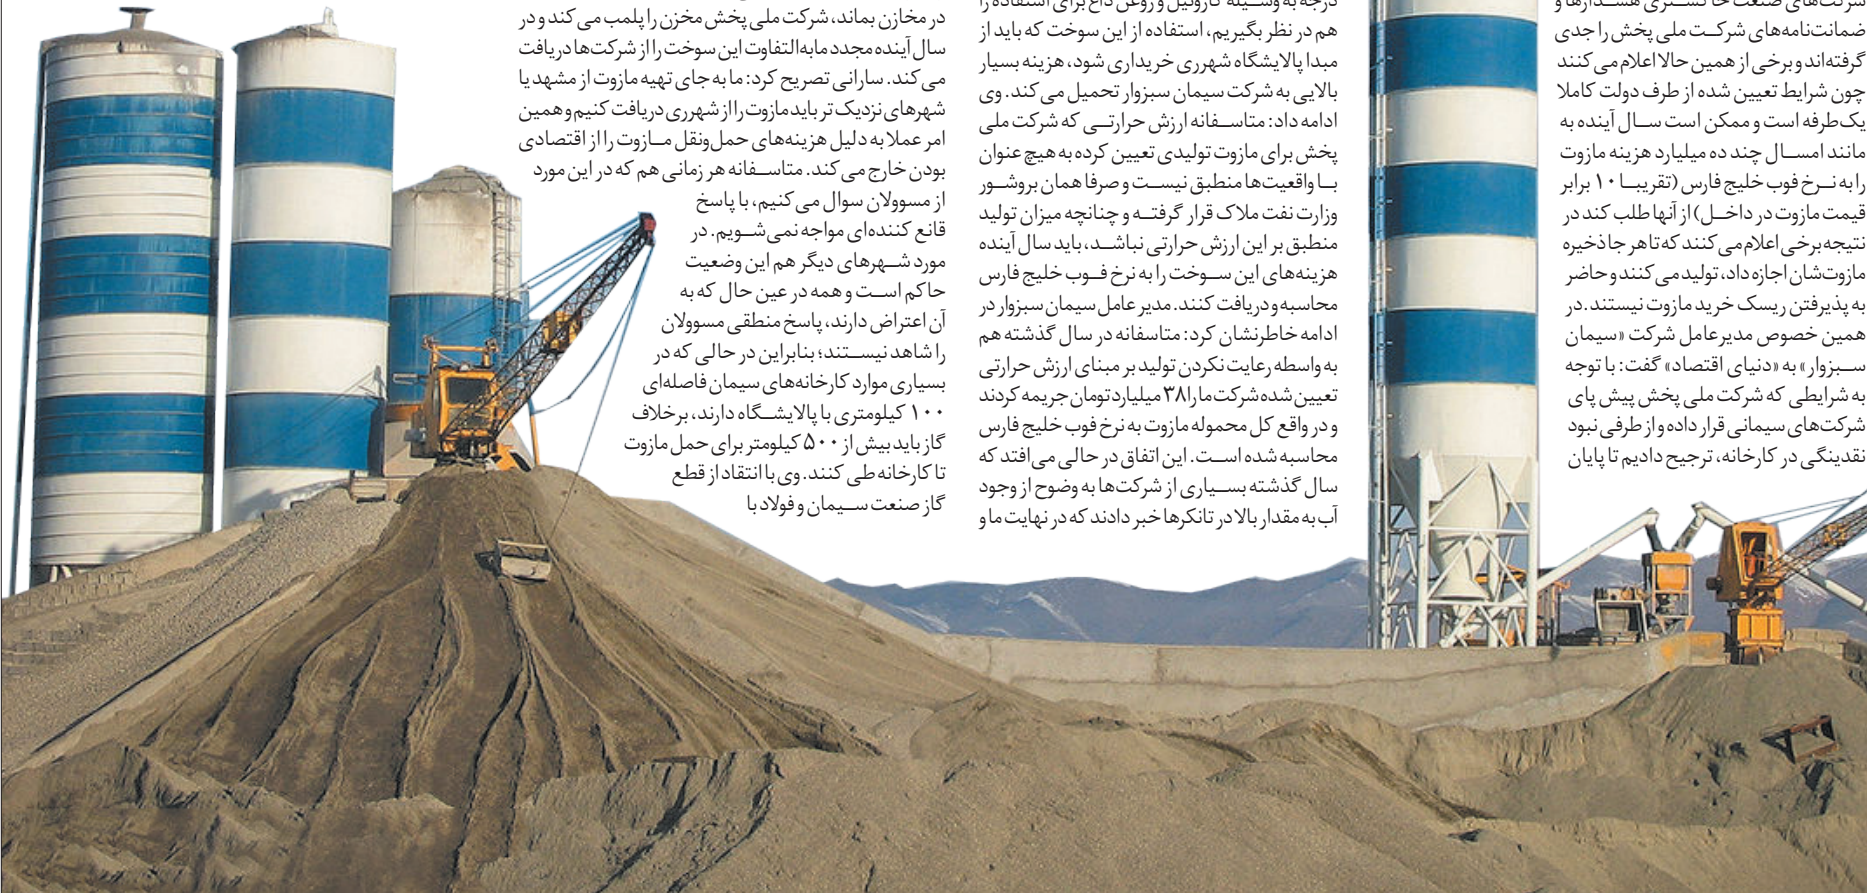 شرکت‌های صنعت خاکستری هشدارها و
ضمانت‌نامه‌های شرکت ملی پخش را جدی
گرفته‌اند و برخی از همین حالا اعلام می کنند
چون شرایط تعیین شده از طرف دولت کاملا
یک‌طرفه است و ممکن است سال آینده به
مانند امسال چند ده میلیارد هزینه مازوت
را به نرخ فوب خلیج فارس (تقریبا ۱۰ برابر
قیمت مازوت در داخل) از آنها طلب کند در
نتیجه برخی اعلام می کنند که تا هر جا ذخیره
مازوت‌شان اجازه داد، تولید می کنند و حاضر
به پذیرفتن ریسک خرید مازوت نیستند. در
همین خصوص مدیرعامل شرکت «سیمان
سبزوار» به «دنیای اقتصاد» گفت: با توجه
به شرایطی که شرکت ملی پخش پیش پای
شرکت‌های سیمانی قرار داده و از طرفی نبود
نقدینگی در کارخانه، ترجیح دادیم تا پایان
درجه به وسیله گازوئیل و روغن داغ برای استفاده را
هم در نظر بگیریم، استفاده از این سوخت که باید از
مبدا پالایشگاه شهرری خریداری شود، هزینه بسیار
بالایی به شرکت سیمان سبزوار تحمیل می کند. وی
ادامه داد: متاسفانه ارزش حرارتی که شرکت ملی
پخش برای مازوت تولیدی تعیین کرده به هیچ عنوان
با واقعیت‌ها منطبق نیست و صرفا همان بروشور
وزارت نفت ملاک قرار گرفته و چنانچه میزان تولید
منطبق بر این ارزش حرارتی نباشد، باید سال آینده
هزینه‌های این سوخت را به نرخ فوب خلیج فارس
محاسبه و دریافت کنند. مدیر عامل سیمان سبزوار در
ادامه خاطرنشان کرد: متاسفانه در سال گذشته هم
به واسطه رعایت نکردن تولید بر مبنای ارزش حرارتی
تعیین شده شرکت ما را ۳۸ میلیارد تومان جریمه کردند
و در واقع کل محموله مازوت به نرخ فوب خلیج فارس
محاسبه شده است. این اتفاق در حالی می افتد که
سال گذشته بسیاری از شرکت‌ها به وضوح از وجود
آب به مقدار بالا در تانکرها خبر دادند که در نهایت ما و
در مخازن بماند، شرکت ملی پخش مخزن را پلمب می کند و در
سال آینده مجدد مابه‌التفاوت این سوخت را از شرکت‌ها دریافت
می کند. سارانی تصریح کرد: ما به جای تهیه مازوت از مشهد یا
شهرهای نزدیک تر باید مازوت را از شهرری دریافت کنیم و همین
امر عملا به دلیل هزینه‌های حمل‌ونقل مازوت را از اقتصادی
بودن خارج می کند. متاسفانه هر زمانی هم که در این مورد
از مسوولان سوال می کنیم، با پاسخ
قانع کننده‌ای مواجه نمی‌شویم. در
مورد شهرهای دیگر هم این وضعیت
حاکم است و همه در عین حال که به
آن اعتراض دارند، پاسخ منطقی مسوولان
را شاهد نیستند؛ بنابراین در حالی که در
بسیاری موارد کارخانه‌های سیمان فاصله‌ای
۱۰۰ کیلومتری با پالایشگاه دارند، برخلاف
گاز باید بیش از ۵۰۰ کیلومتر برای حمل مازوت
تا کارخانه طی کنند. وی با انتقاد از قطع
گاز صنعت سیمان و فولاد با